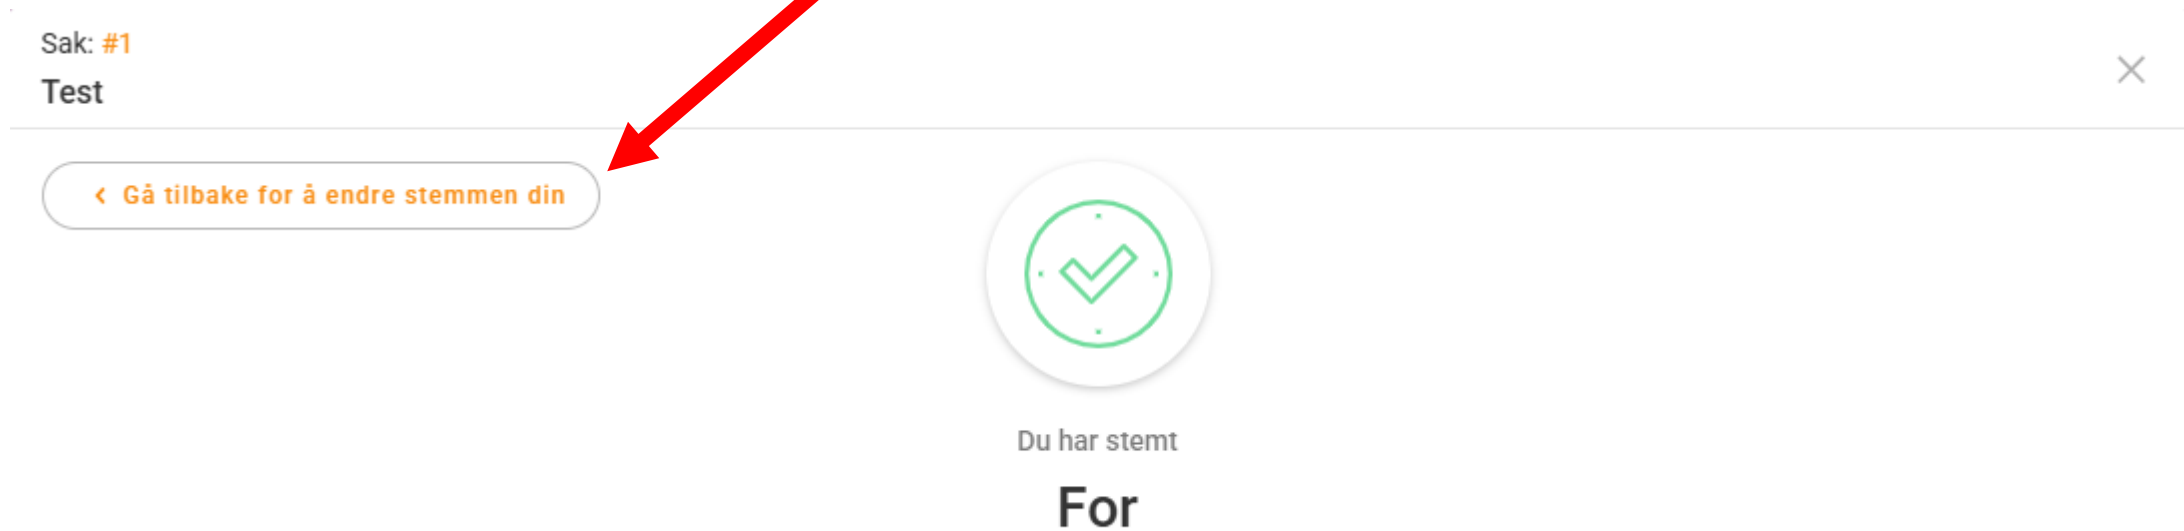 Sak: #1
Test
Gå tilbake for å endre stemmen din
Du har stemt
For